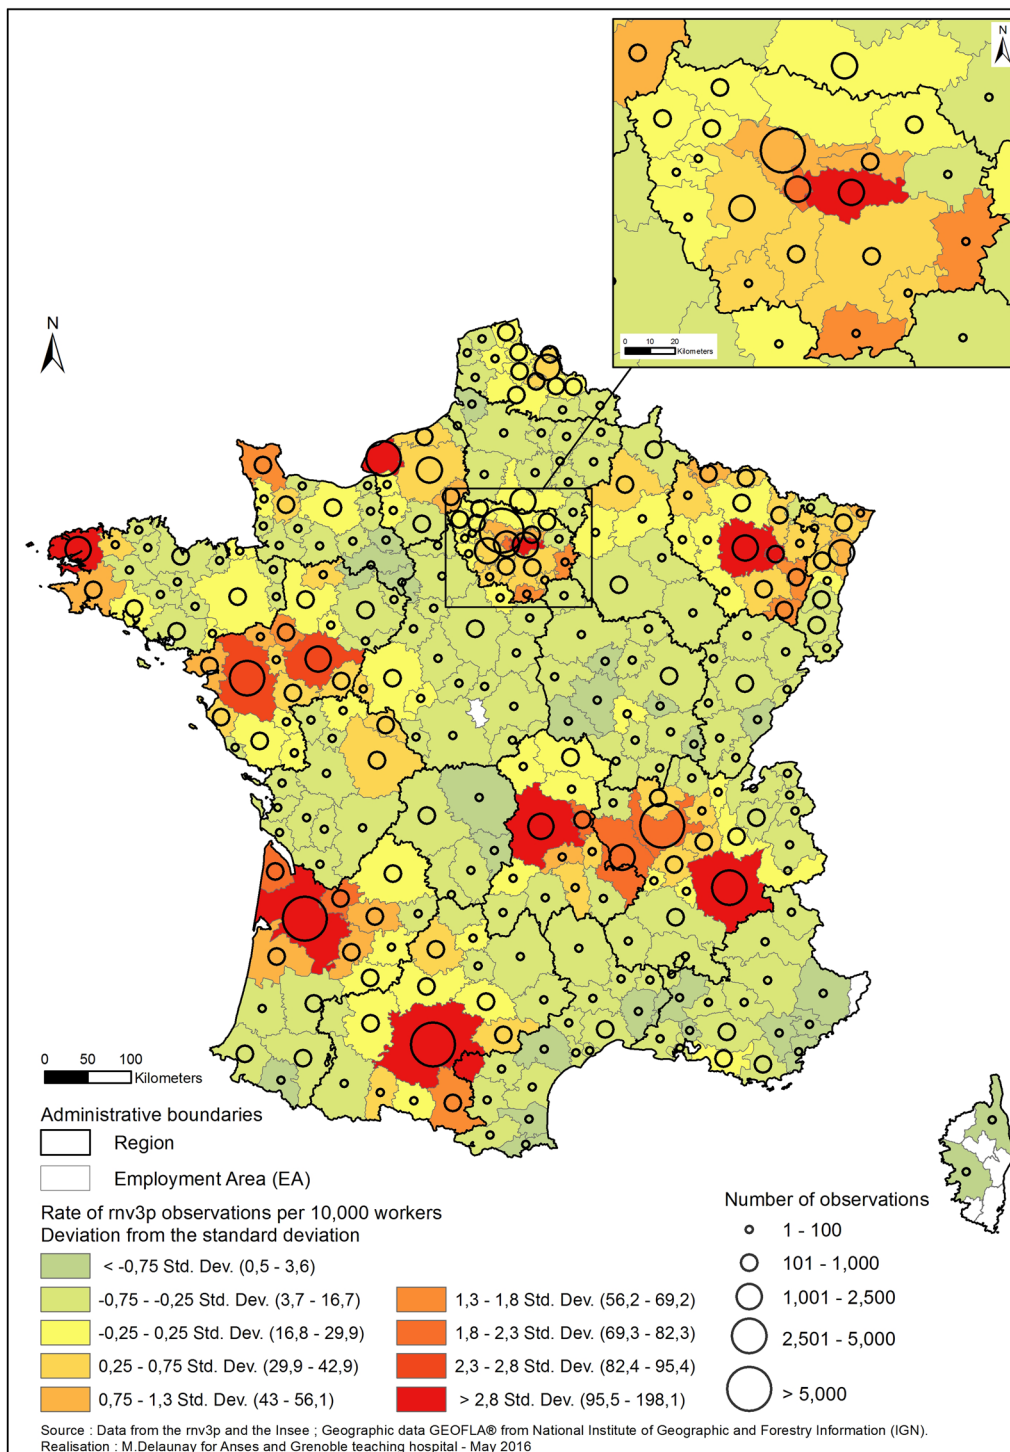 N
0 10 20
Kilometers
N
0 50 100
Kilometers
Administrative boundaries
Region
Employment Area (EA)
Rate of rnv3p observations per 10,000 workers
Deviation from the standard deviation
< -0,75 Std. Dev. (0,5 - 3,6)
-0,75 - -0,25 Std. Dev. (3,7 - 16,7)
-0,25 - 0,25 Std. Dev. (16,8 - 29,9)
0,25 - 0,75 Std. Dev. (29,9 - 42,9)
0,75 - 1,3 Std. Dev. (43 - 56,1)
1,3 - 1,8 Std. Dev. (56,2 - 69,2)
1,8 - 2,3 Std. Dev. (69,3 - 82,3)
2,3 - 2,8 Std. Dev. (82,4 - 95,4)
> 2,8 Std. Dev. (95,5 - 198,1)
Number of observations
1 - 100
101 - 1,000
1,001 - 2,500
2,501 - 5,000
> 5,000
Source : Data from the rnv3p and the Insee ; Geographic data GEOFLA® from National Institute of Geographic and Forestry Information (IGN).
Realisation : M.Delaunay for Anses and Grenoble teaching hospital - May 2016